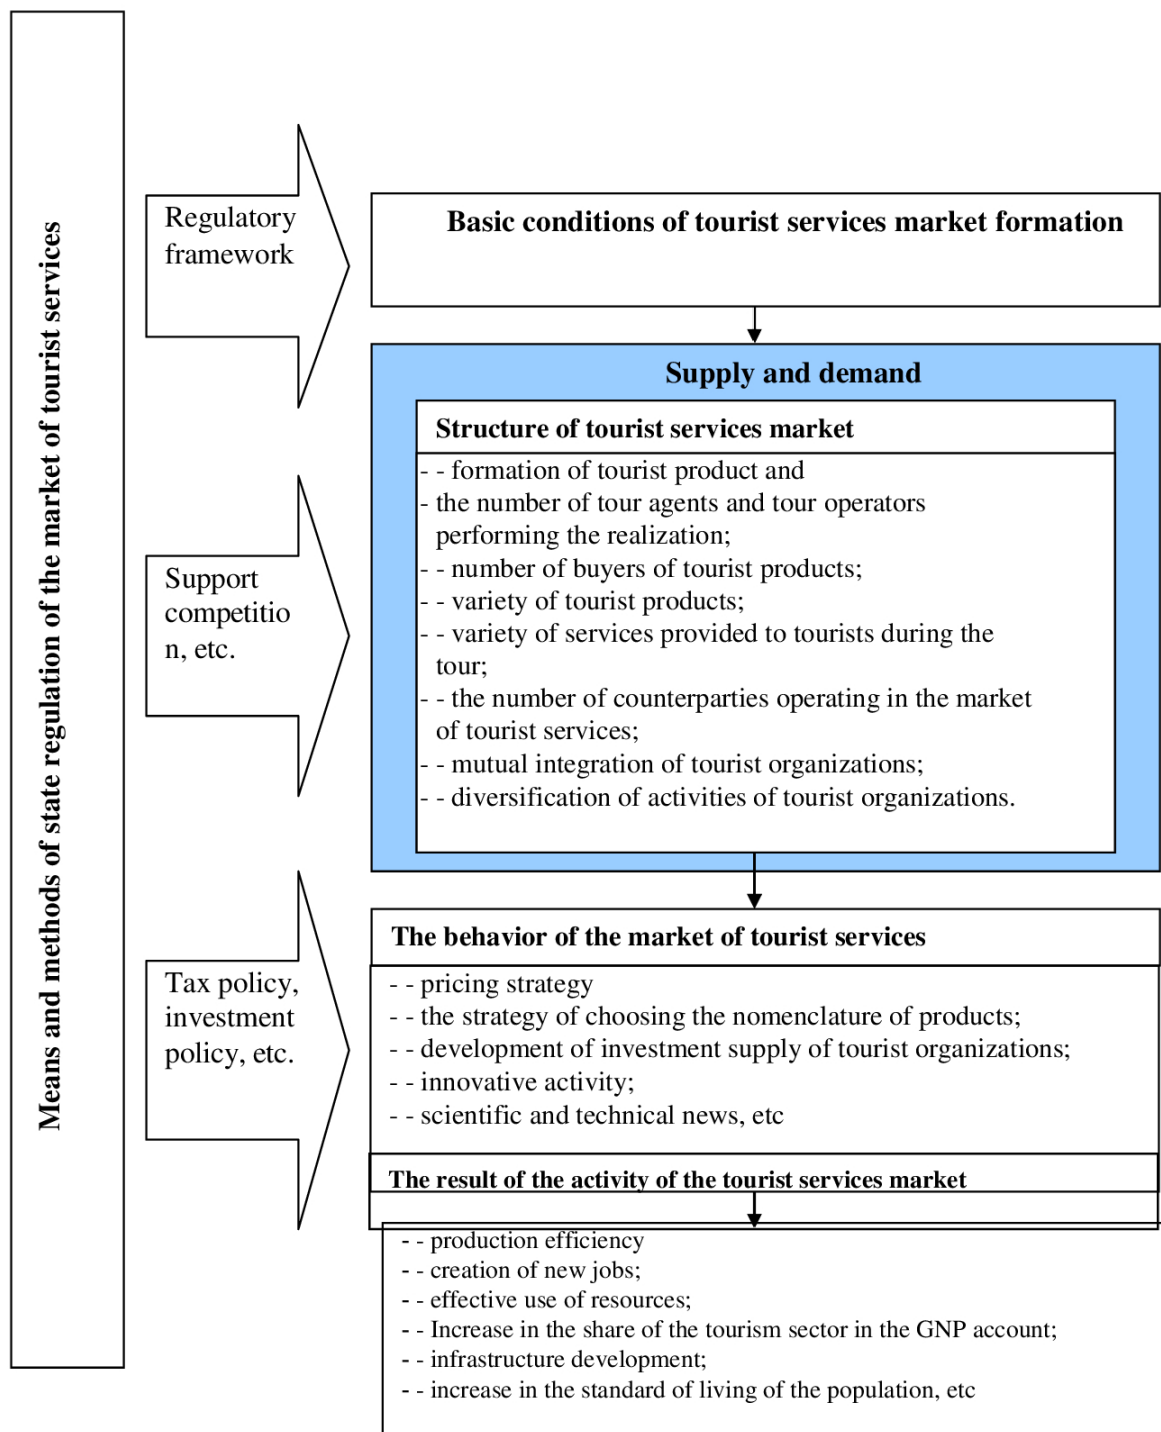 Means and methods of state regulation of the market of tourist services
Regulatory
framework
Basic conditions of tourist services market formation
Supply and demand
Structure of tourist services market
- - formation of tourist product and
- the number of tour agents and tour operators
performing the realization;
- - number of buyers of tourist products;
- - variety of tourist products;
- - variety of services provided to tourists during the
tour;
- - the number of counterparties operating in the market
of tourist services;
- - mutual integration of tourist organizations;
- - diversification of activities of tourist organizations.
Support
competitio
n, etc.
The behavior of the market of tourist services
- - pricing strategy
- - the strategy of choosing the nomenclature of products;
- - development of investment supply of tourist organizations;
- - innovative activity;
- - scientific and technical news, etc
Tax policy,
investment
policy, etc.
The result of the activity of the tourist services market
- - production efficiency
- - creation of new jobs;
- - effective use of resources;
- - Increase in the share of the tourism sector in the GNP account;
- - infrastructure development;
- - increase in the standard of living of the population, etc